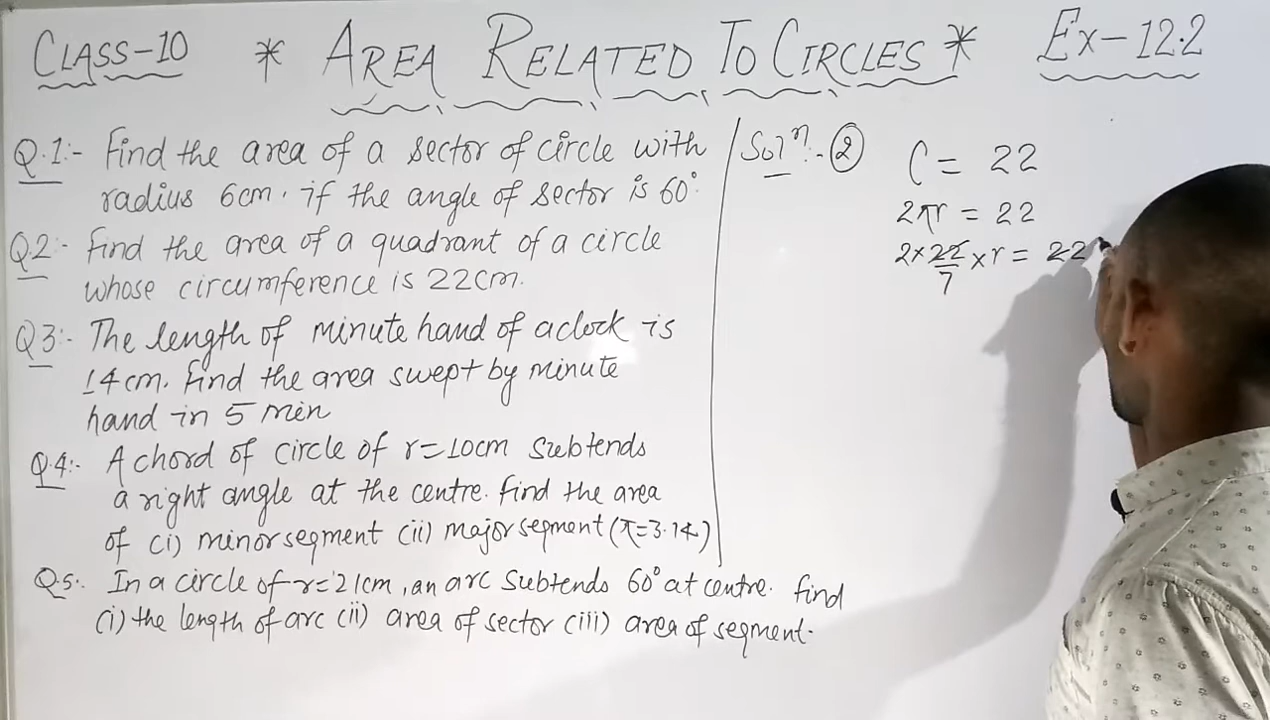 CLASS-10 * AREA RELATED TO CIRCLES * Ex-12.2
Q.1:- Find the area of a sector of circle with
radius 6cm. if the angle of sector is 60°.
Q.2:- find the area of a quadrant of a circle
whose circumference is 22cm.
Q3:- The length of minute hand of a clock is
14cm. find the area swept by minute
hand in 5 min
Q.4:- A chord of circle of r=10cm subtends
a right angle at the centre. find the area
of (i) minor segment (ii) major segment (π=3.14)
Q.5:. In a circle of r=21cm, an arc subtends 60° at centre. find
(i) the length of arc (ii) area of sector (iii) area of segment.
Solⁿ:- 2
C = 22
2πr = 22
2×22/7 × r = 22